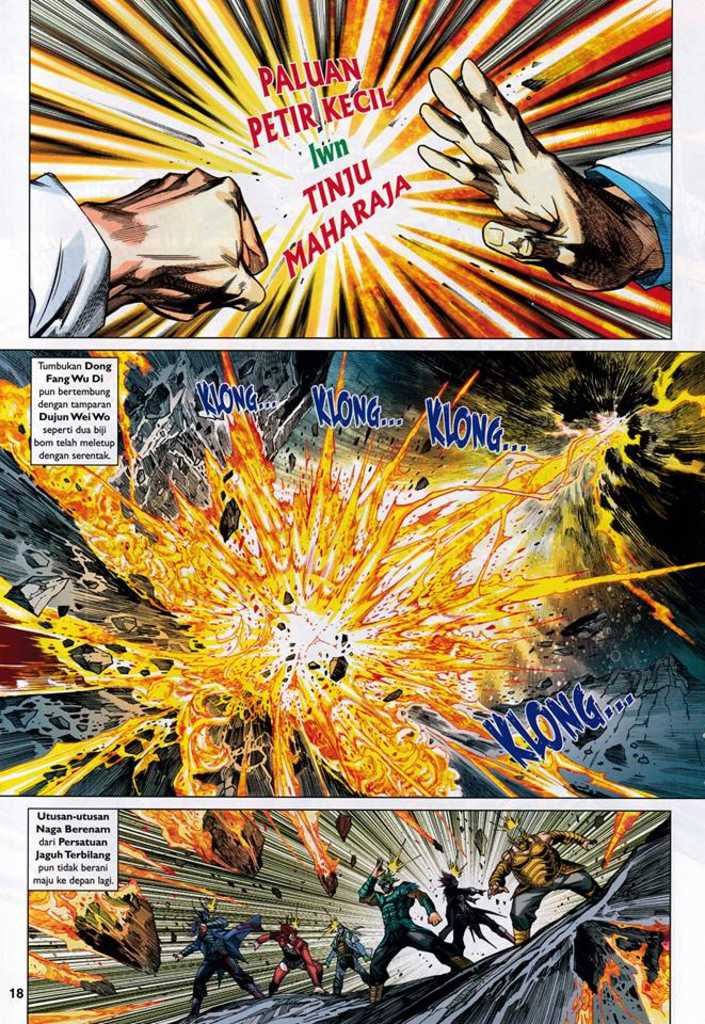 PALUAN
PETIR KECIL
lwn
TINJU
MAHARAJA
Tumbukan Dong
Fang Wu Di
pun bertembung
dengan tamparan
Dujun Wei Wo
seperti dua biji
bom telah meletup
dengan serentak.
KLONG...
KLONG...
KLONG...
KLONG...
Utusan-utusan
Naga Berenam
dari Persatuan
Jaguh Terbilang
pun tidak berani
maju ke depan lagi.
18